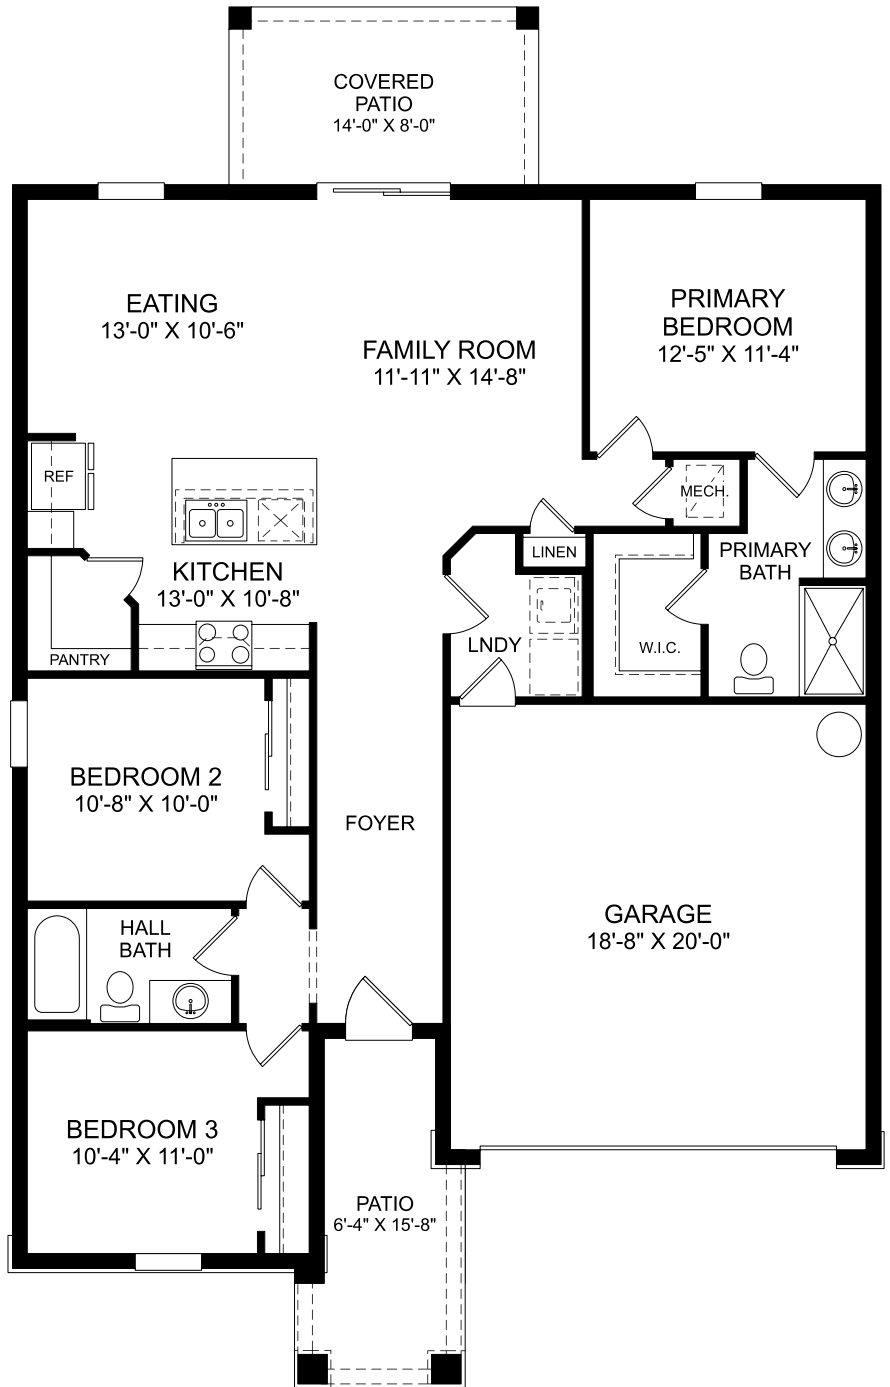 COVERED
PATIO
14'-0" X 8'-0"
EATING
13'-0" X 10'-6"
FAMILY ROOM
11'-11" X 14'-8"
PRIMARY
BEDROOM
12'-5" X 11'-4"
REF
MECH.
LINEN
PRIMARY
BATH
KITCHEN
13'-0" X 10'-8"
PANTRY
LNDY
W.I.C.
BEDROOM 2
10'-8" X 10'-0"
FOYER
HALL
BATH
GARAGE
18'-8" X 20'-0"
BEDROOM 3
10'-4" X 11'-0"
PATIO
6'-4" X 15'-8"